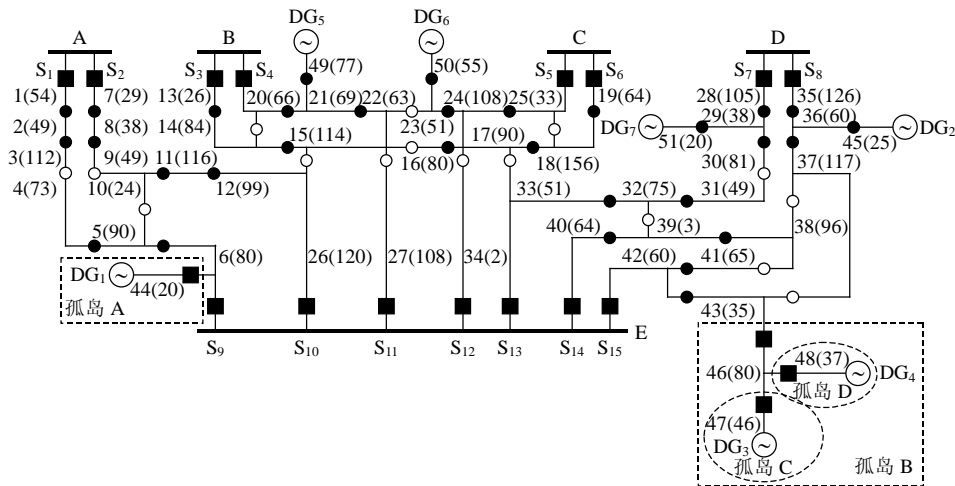 DG5 DG6
A B C D
S1 S2 S3 S4 S5 S6 S7 S8
49(77) 50(55)
1(54) 7(29) 13(26) 20(66) 21(69) 22(63) 24(108) 25(33) 19(64) 28(105) 35(126)
2(49) 8(38) 14(84) 23(51) 29(38) 36(60)
DG7 51(20) 45(25) DG2
3(112) 9(49) 11(116) 15(114) 16(80) 17(90) 18(156) 30(81) 37(117)
4(73) 10(24) 12(99) 33(51) 32(75) 31(49)
5(90) 40(64) 39(3) 38(96)
6(80) 26(120) 27(108) 34(2) 42(60) 41(65)
DG1 44(20)
孤岛 A
43(35)
E
S9 S10 S11 S12 S13 S14 S15
46(80) 48(37) DG4
孤岛 D
47(46)
DG3
孤岛 C 孤岛 B